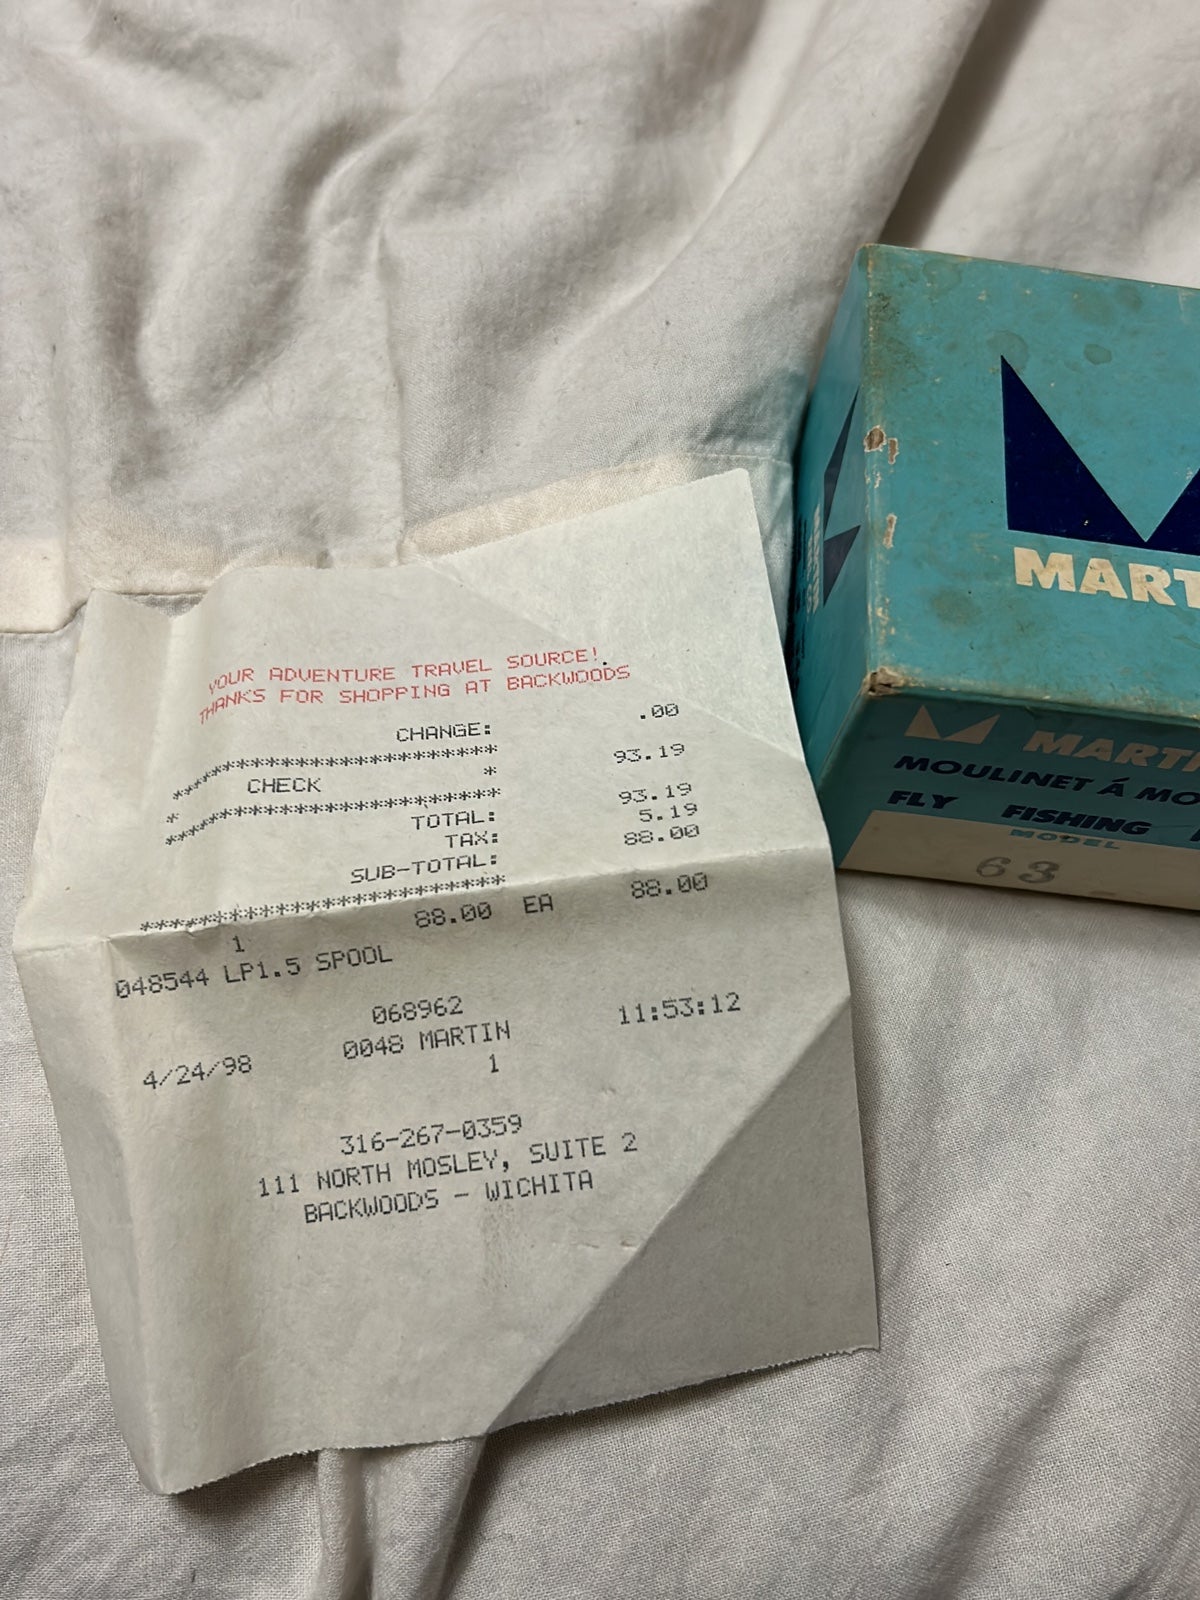 YOUR ADVENTURE TRAVEL SOURCE!
THANKS FOR SHOPPING AT BACKWOODS
CHANGE: .00
*********************** 93.19
* CHECK *
*********************** 93.19
TOTAL: 5.19
TAX: 88.00
SUB-TOTAL:
*************************
1 88.00 EA 88.00
048544 LP1.5 SPOOL
068962
0048 MARTIN 11:53:12
4/24/98 1
316-267-0359
111 NORTH MOSLEY, SUITE 2
BACKWOODS - WICHITA
MART
MART
MOULINET Á MO
FLY FISHING
MODEL
63